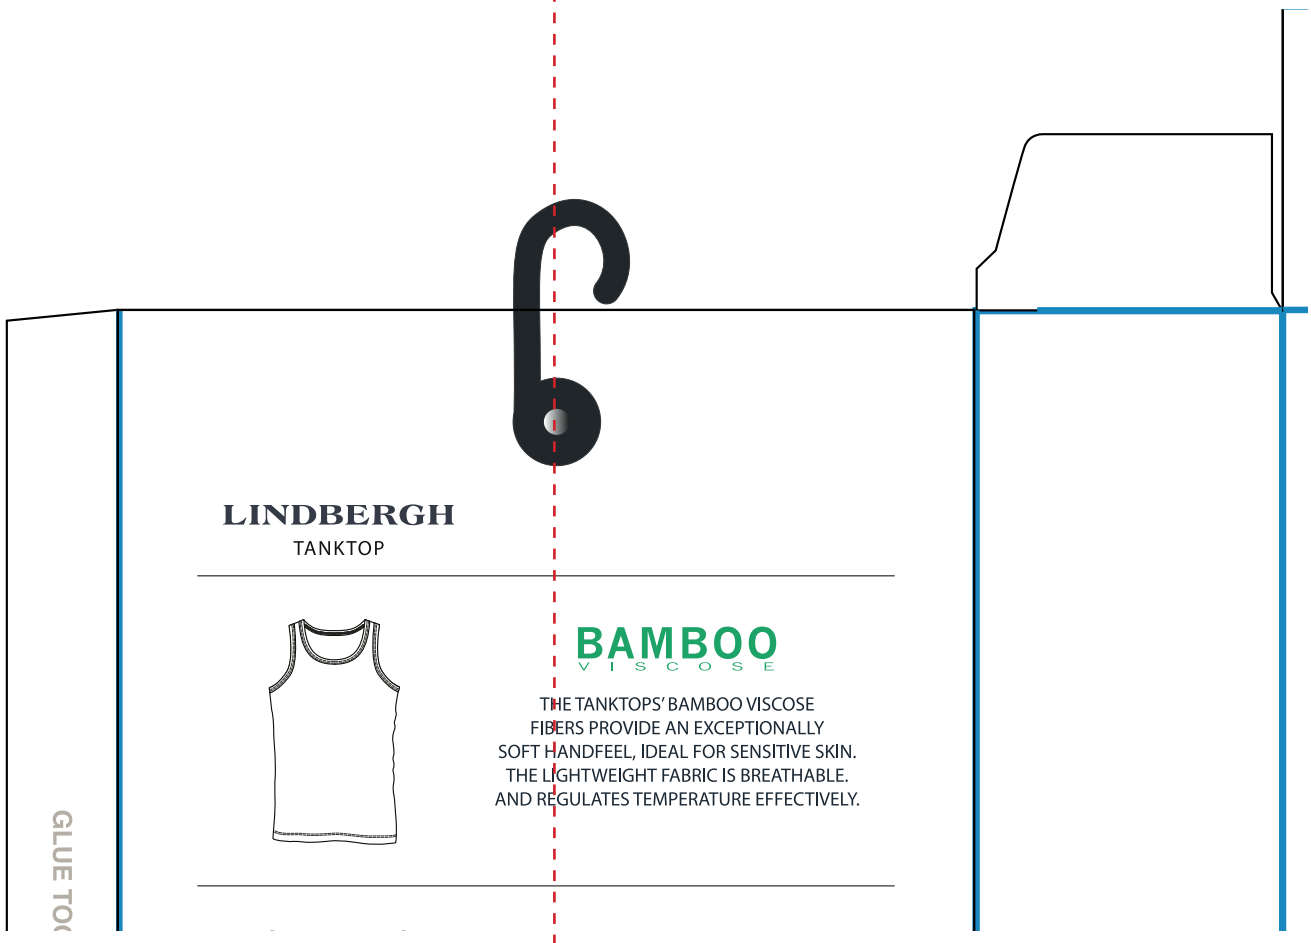 LINDBERGH
TANKTOP
BAMBOO
VISCOSE
THE TANKTOPS' BAMBOO VISCOSE
FIBERS PROVIDE AN EXCEPTIONALLY
SOFT HANDFEEL, IDEAL FOR SENSITIVE SKIN.
THE LIGHTWEIGHT FABRIC IS BREATHABLE.
AND REGULATES TEMPERATURE EFFECTIVELY.
GLUE